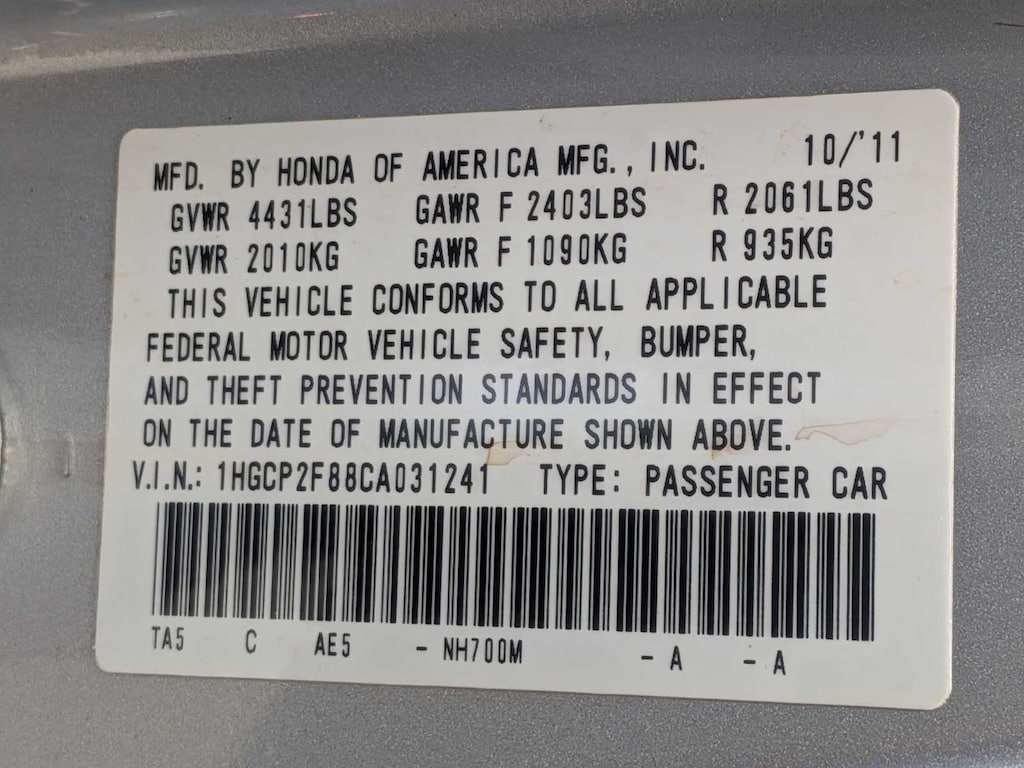 MFD. BY HONDA OF AMERICA MFG., INC. 10/'11
GVWR 4431LBS GAWR F 2403LBS R 2061LBS
GVWR 2010KG GAWR F 1090KG R 935KG
THIS VEHICLE CONFORMS TO ALL APPLICABLE
FEDERAL MOTOR VEHICLE SAFETY, BUMPER,
AND THEFT PREVENTION STANDARDS IN EFFECT
ON THE DATE OF MANUFACTURE SHOWN ABOVE.
V.I.N.: 1HGCP2F88CA031241 TYPE: PASSENGER CAR
TA5 C AE5 - NH700M - A - A